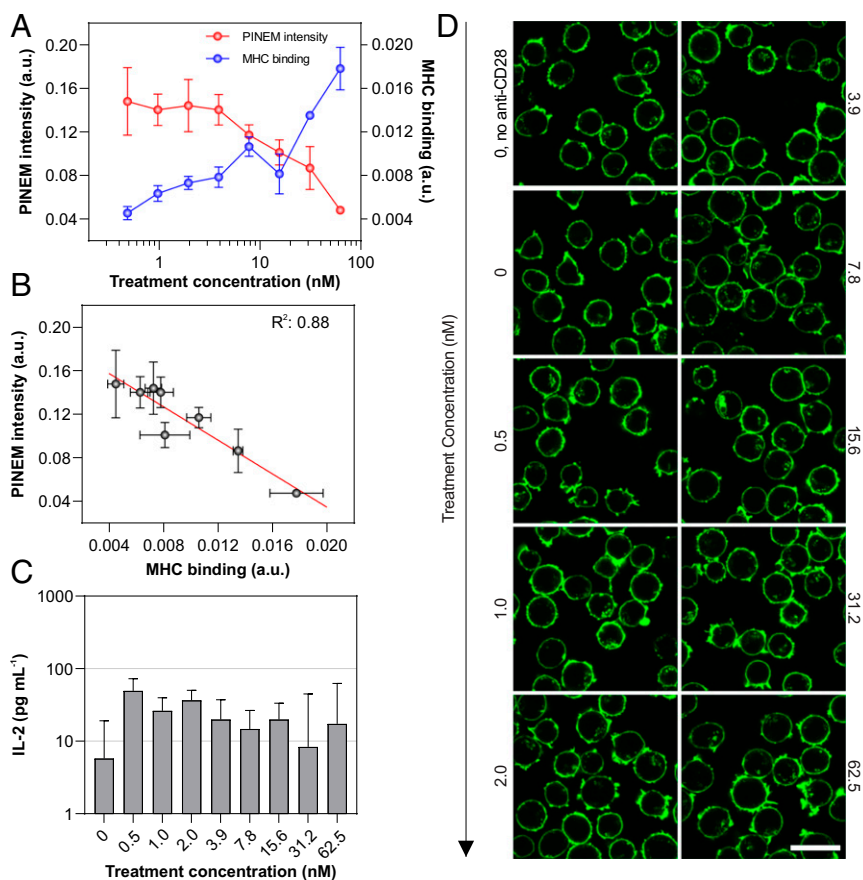 A
PINEM intensity
MHC binding
0.20
0.16
0.12
0.08
0.04
PINEM intensity (a.u.)
0.020
0.016
0.012
0.008
0.004
MHC binding (a.u.)
1
10
100
Treatment concentration (nM)
B
R²: 0.88
0.20
0.16
0.12
0.08
0.04
PINEM intensity (a.u.)
0.004
0.008
0.012
0.016
0.020
MHC binding (a.u.)
C
1000
100
10
1
IL-2 (pg mL⁻¹)
0
0.5
1.0
2.0
3.9
7.8
15.6
31.2
62.5
Treatment concentration (nM)
D
Treatment Concentration (nM)
0, no anti-CD28
0
0.5
1.0
2.0
3.9
7.8
15.6
31.2
62.5